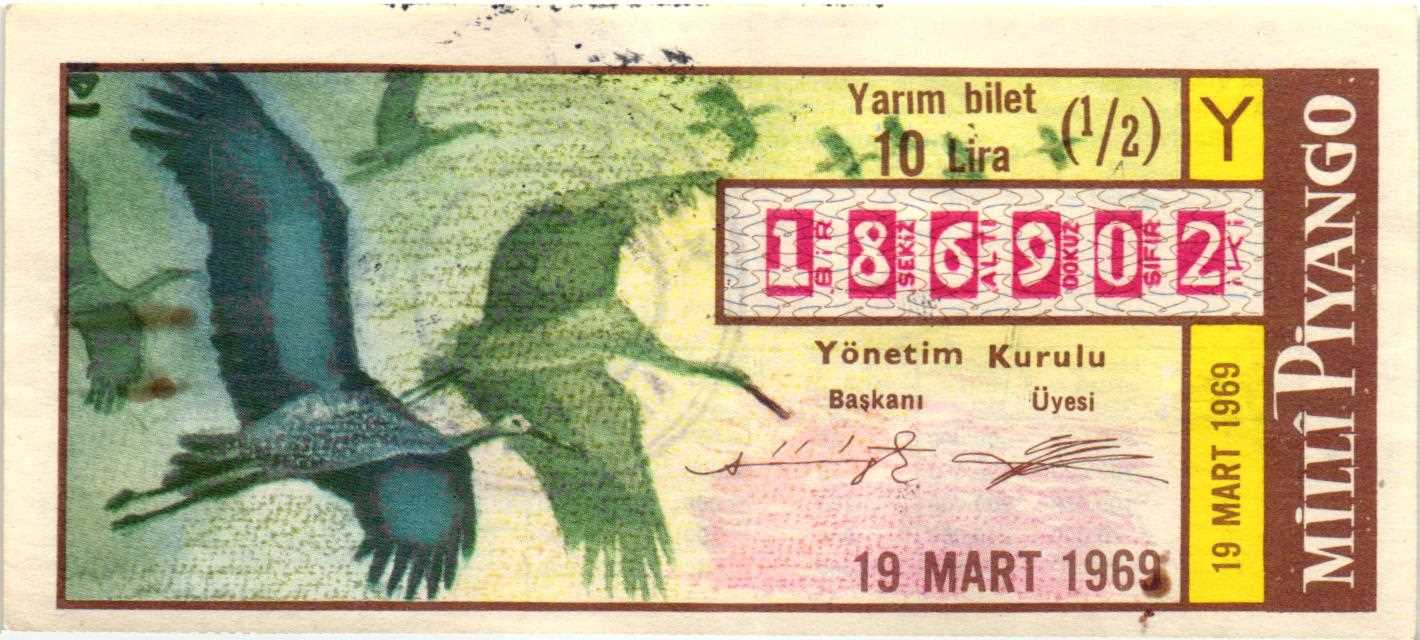 Yarım bilet (1/2)
10 Lira
Y
1 BİR 8 SEKİZ 6 ALTI 9 DOKUZ 0 SIFIR 2 İKİ
Yönetim Kurulu
Başkanı Üyesi
19 MART 1969
19 MART 1969
MİLLÎ PİYANGO